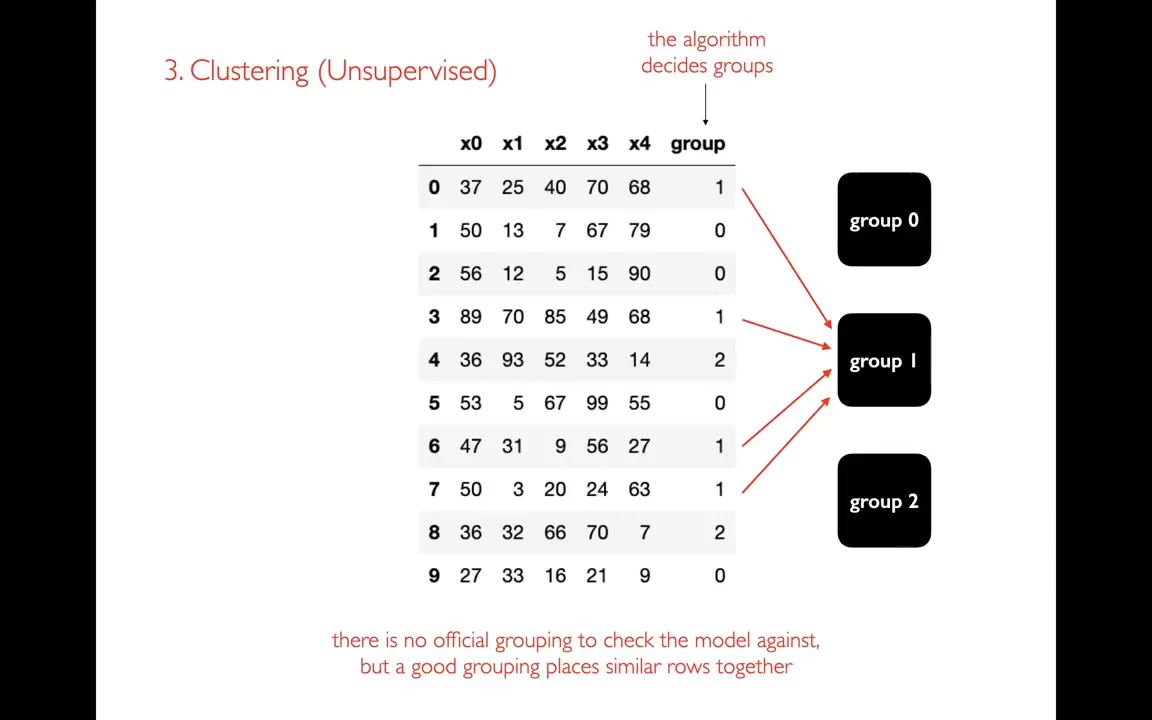 the algorithm
decides groups
3. Clustering (Unsupervised)
x0 x1 x2 x3 x4 group
0 37 25 40 70 68 1
1 50 13 7 67 79 0
2 56 12 5 15 90 0
3 89 70 85 49 68 1
4 36 93 52 33 14 2
5 53 5 67 99 55 0
6 47 31 9 56 27 1
7 50 3 20 24 63 1
8 36 32 66 70 7 2
9 27 33 16 21 9 0
group 0
group 1
group 2
there is no official grouping to check the model against,
but a good grouping places similar rows together